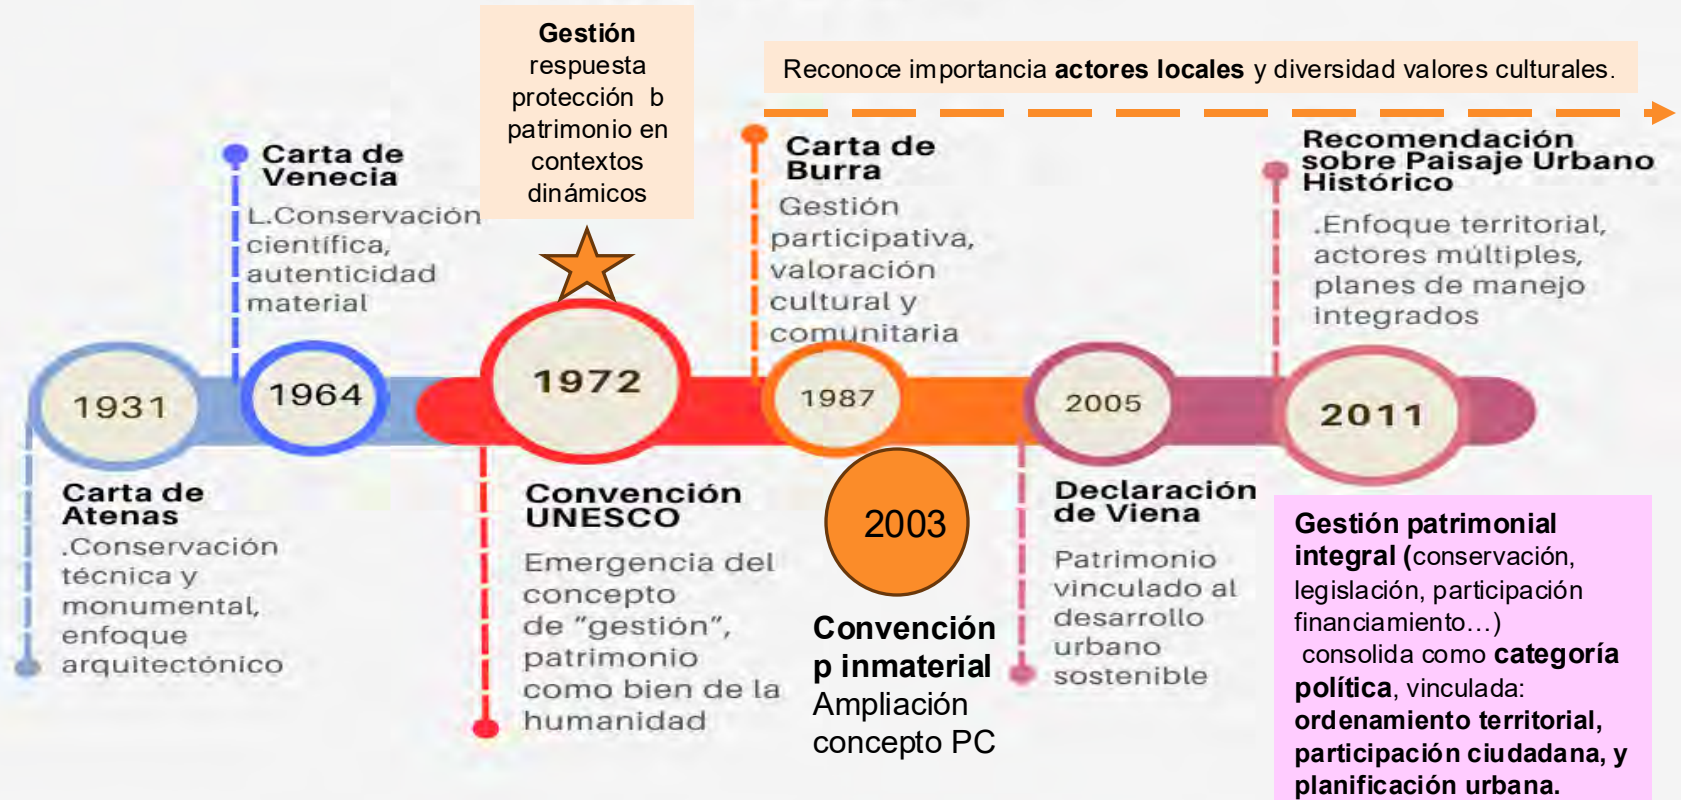 Gestión
respuesta
protección b
patrimonio en
contextos
dinámicos
Reconoce importancia actores locales y diversidad valores culturales.
Carta de
Venecia
L.Conservación
científica,
autenticidad
material
Carta de
Burra
Gestión
participativa,
valoración
cultural y
comunitaria
Recomendación
sobre Paisaje Urbano
Histórico
.Enfoque territorial,
actores múltiples,
planes de manejo
integrados
1931
1964
1972
1987
2005
2011
2003
Carta de
Atenas
.Conservación
técnica y
monumental,
enfoque
arquitectónico
Convención
UNESCO
Emergencia del
concepto
de "gestión",
patrimonio
como bien de la
humanidad
Convención
p inmaterial
Ampliación
concepto PC
Declaración
de Viena
Patrimonio
vinculado al
desarrollo
urbano
sostenible
Gestión patrimonial
integral (conservación,
legislación, participación
financiamiento…)
consolida como categoría
política, vinculada:
ordenamiento territorial,
participación ciudadana, y
planificación urbana.